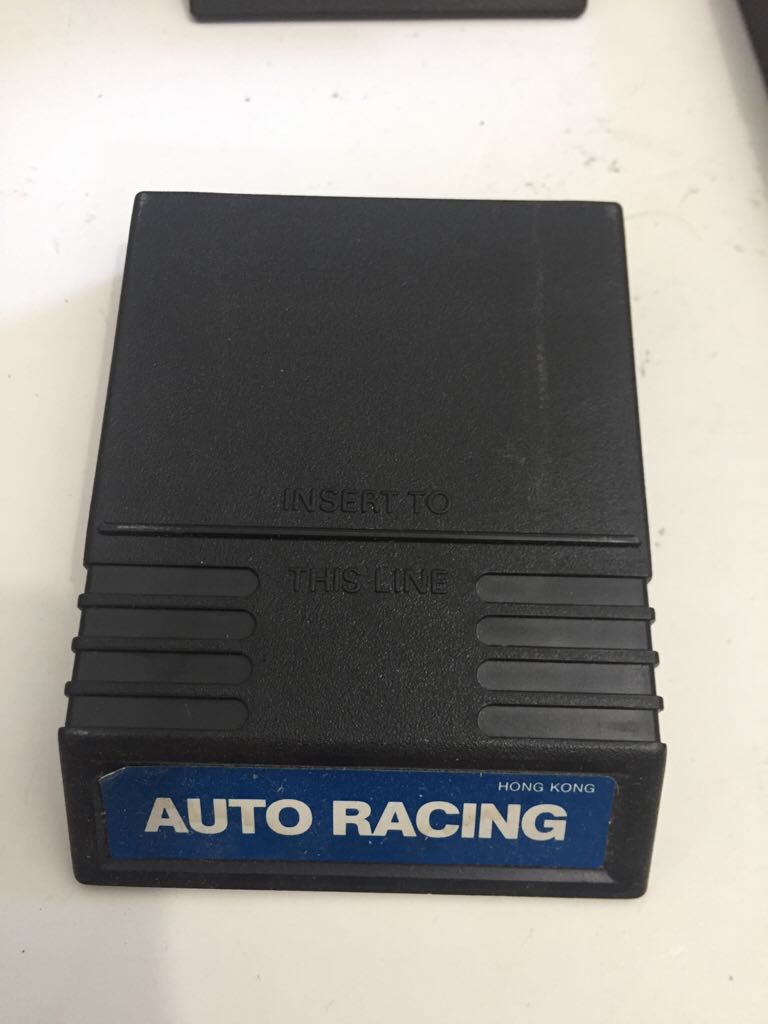 INSERT TO
THIS LINE
HONG KONG
AUTO RACING